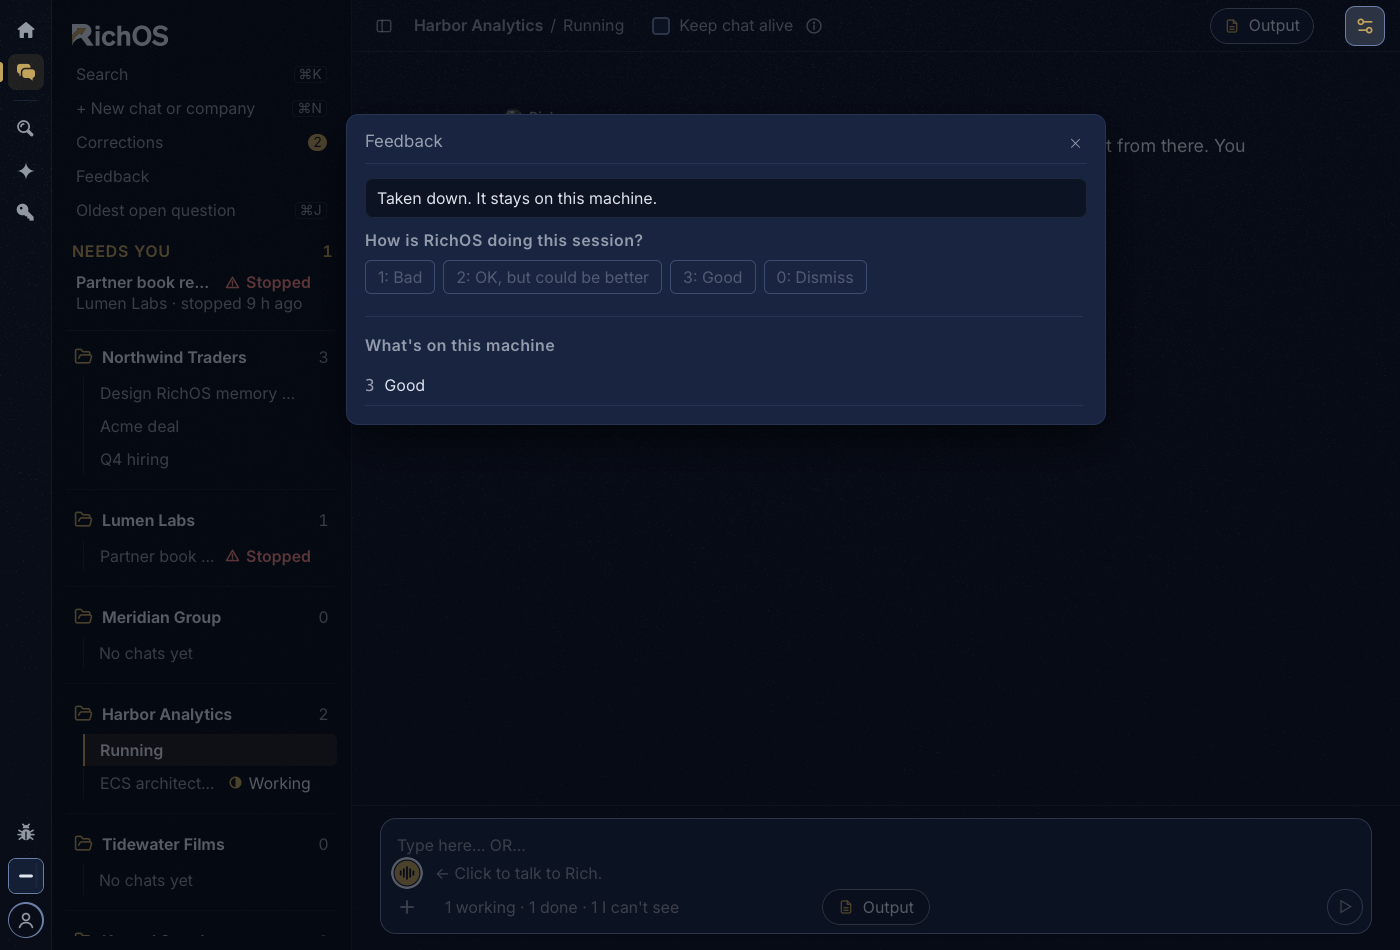 RichOS
Search ⌘K
+ New chat or company ⌘N
Corrections 2
Feedback
Oldest open question ⌘J
NEEDS YOU 1
Partner book re... Stopped
Lumen Labs · stopped 9 h ago
Northwind Traders 3
Design RichOS memory ...
Acme deal
Q4 hiring
Lumen Labs 1
Partner book ... Stopped
Meridian Group 0
No chats yet
Harbor Analytics 2
Running
ECS architect... Working
Tidewater Films 0
No chats yet
Harbor Analytics / Running
Keep chat alive
Output
t from there. You
Feedback
Taken down. It stays on this machine.
How is RichOS doing this session?
1: Bad
2: OK, but could be better
3: Good
0: Dismiss
What's on this machine
3 Good
Type here... OR...
← Click to talk to Rich.
1 working · 1 done · 1 I can't see
Output